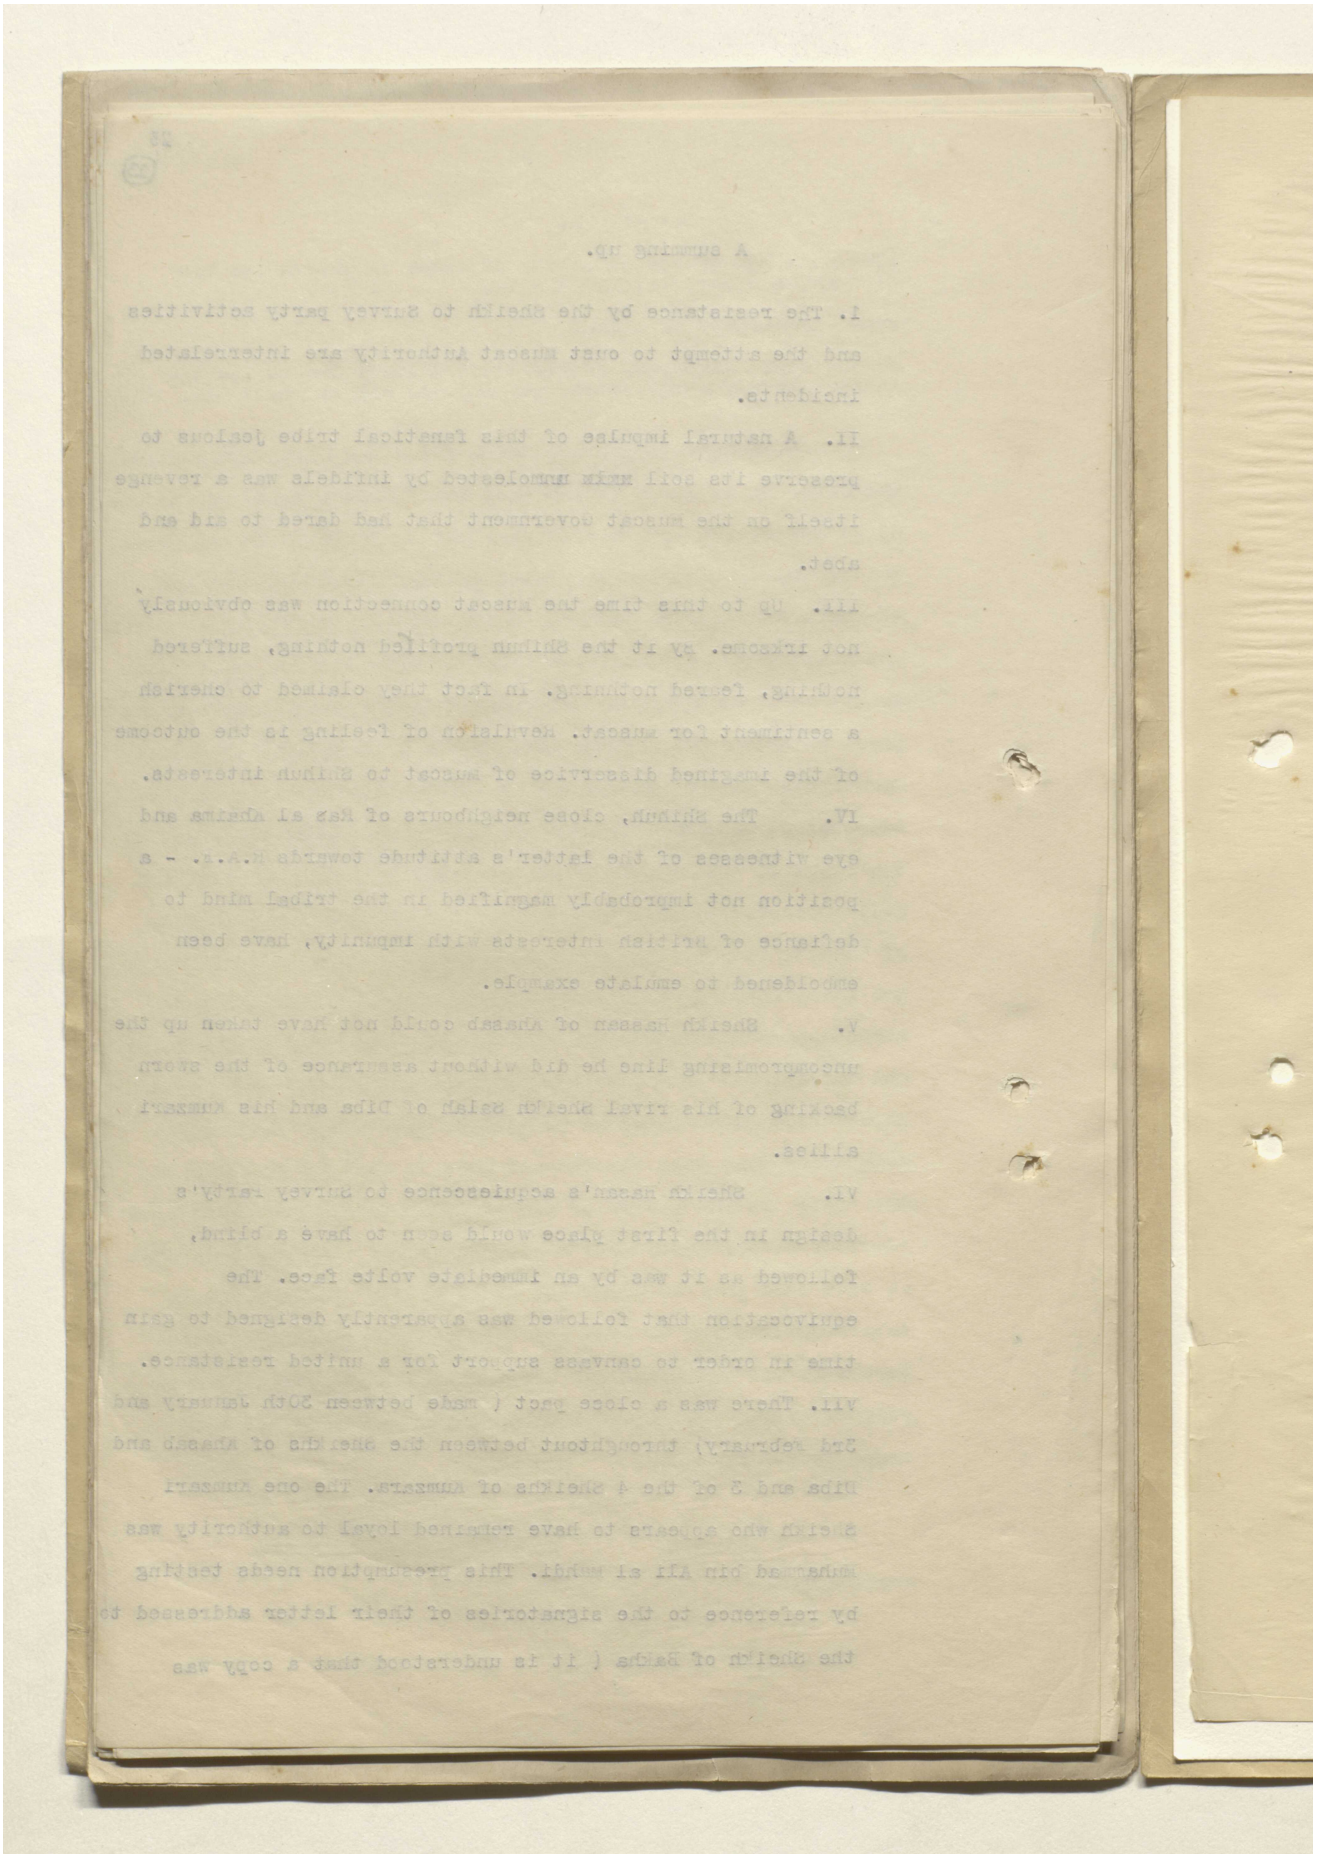 28
A summing up.
i. The resistance by the Sheikh to Survey party activities
and the attempt to oust Muscat Authority are interrelated
incidents.
II. A natural impulse of this fanatical tribe jealous to
preserve its soil unmolested by infidels was a revenge
itself on the Muscat Government that had dared to aid and
abet.
III. Up to this time the Muscat connection was obviously
not irksome. By it the Shihuh profited nothing, suffered
nothing, feared nothing. In fact they claimed to cherish
a sentiment for Muscat. Revulsion of feeling is the outcome
of the imagined disservice of Muscat to Shihuh interests.
IV. The Shihuh, close neighbours of Ras al Khaima and
eye witnesses of the latter's attitude towards R.A.F. - a
position not improbably magnified in the tribal mind to
defiance of British interests with impunity, have been
emboldened to emulate example.
V. Sheikh Hassan of Khasab could not have taken up the
uncompromising line he did without assurance of the sworn
backing of his rival Sheikh Salah of Diba and his Kumzari
allies.
VI. Sheikh Hasan's acquiescence to Survey Party's
design in the first place would seem to have a blind,
followed as it was by an immediate volte face. The
equivocation that followed was apparently designed to gain
time in order to canvass support for a united resistance.
VII. There was a close pact ( made between 30th January and
3rd February) throughtout between the Sheikhs of Khasab and
Diba and 3 of the 4 Sheikhs of Kumzara. The one Kumzari
Sheikh who appears to have remained loyal to authority was
Muhammad bin Ali al Mahdi. This presumption needs testing
by reference to the signatories of their letter addressed to
the Sheikh of Bakha ( it is understood that a copy was